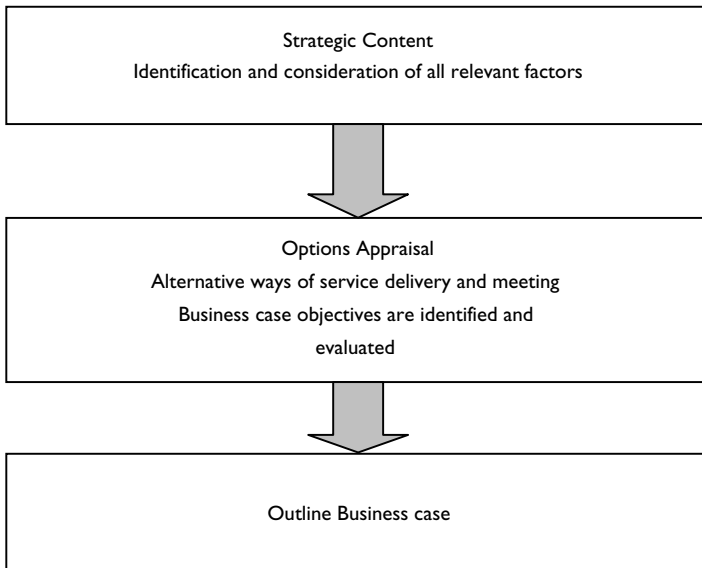 Strategic Content
Identification and consideration of all relevant factors
Options Appraisal
Alternative ways of service delivery and meeting
Business case objectives are identified and
evaluated
Outline Business case